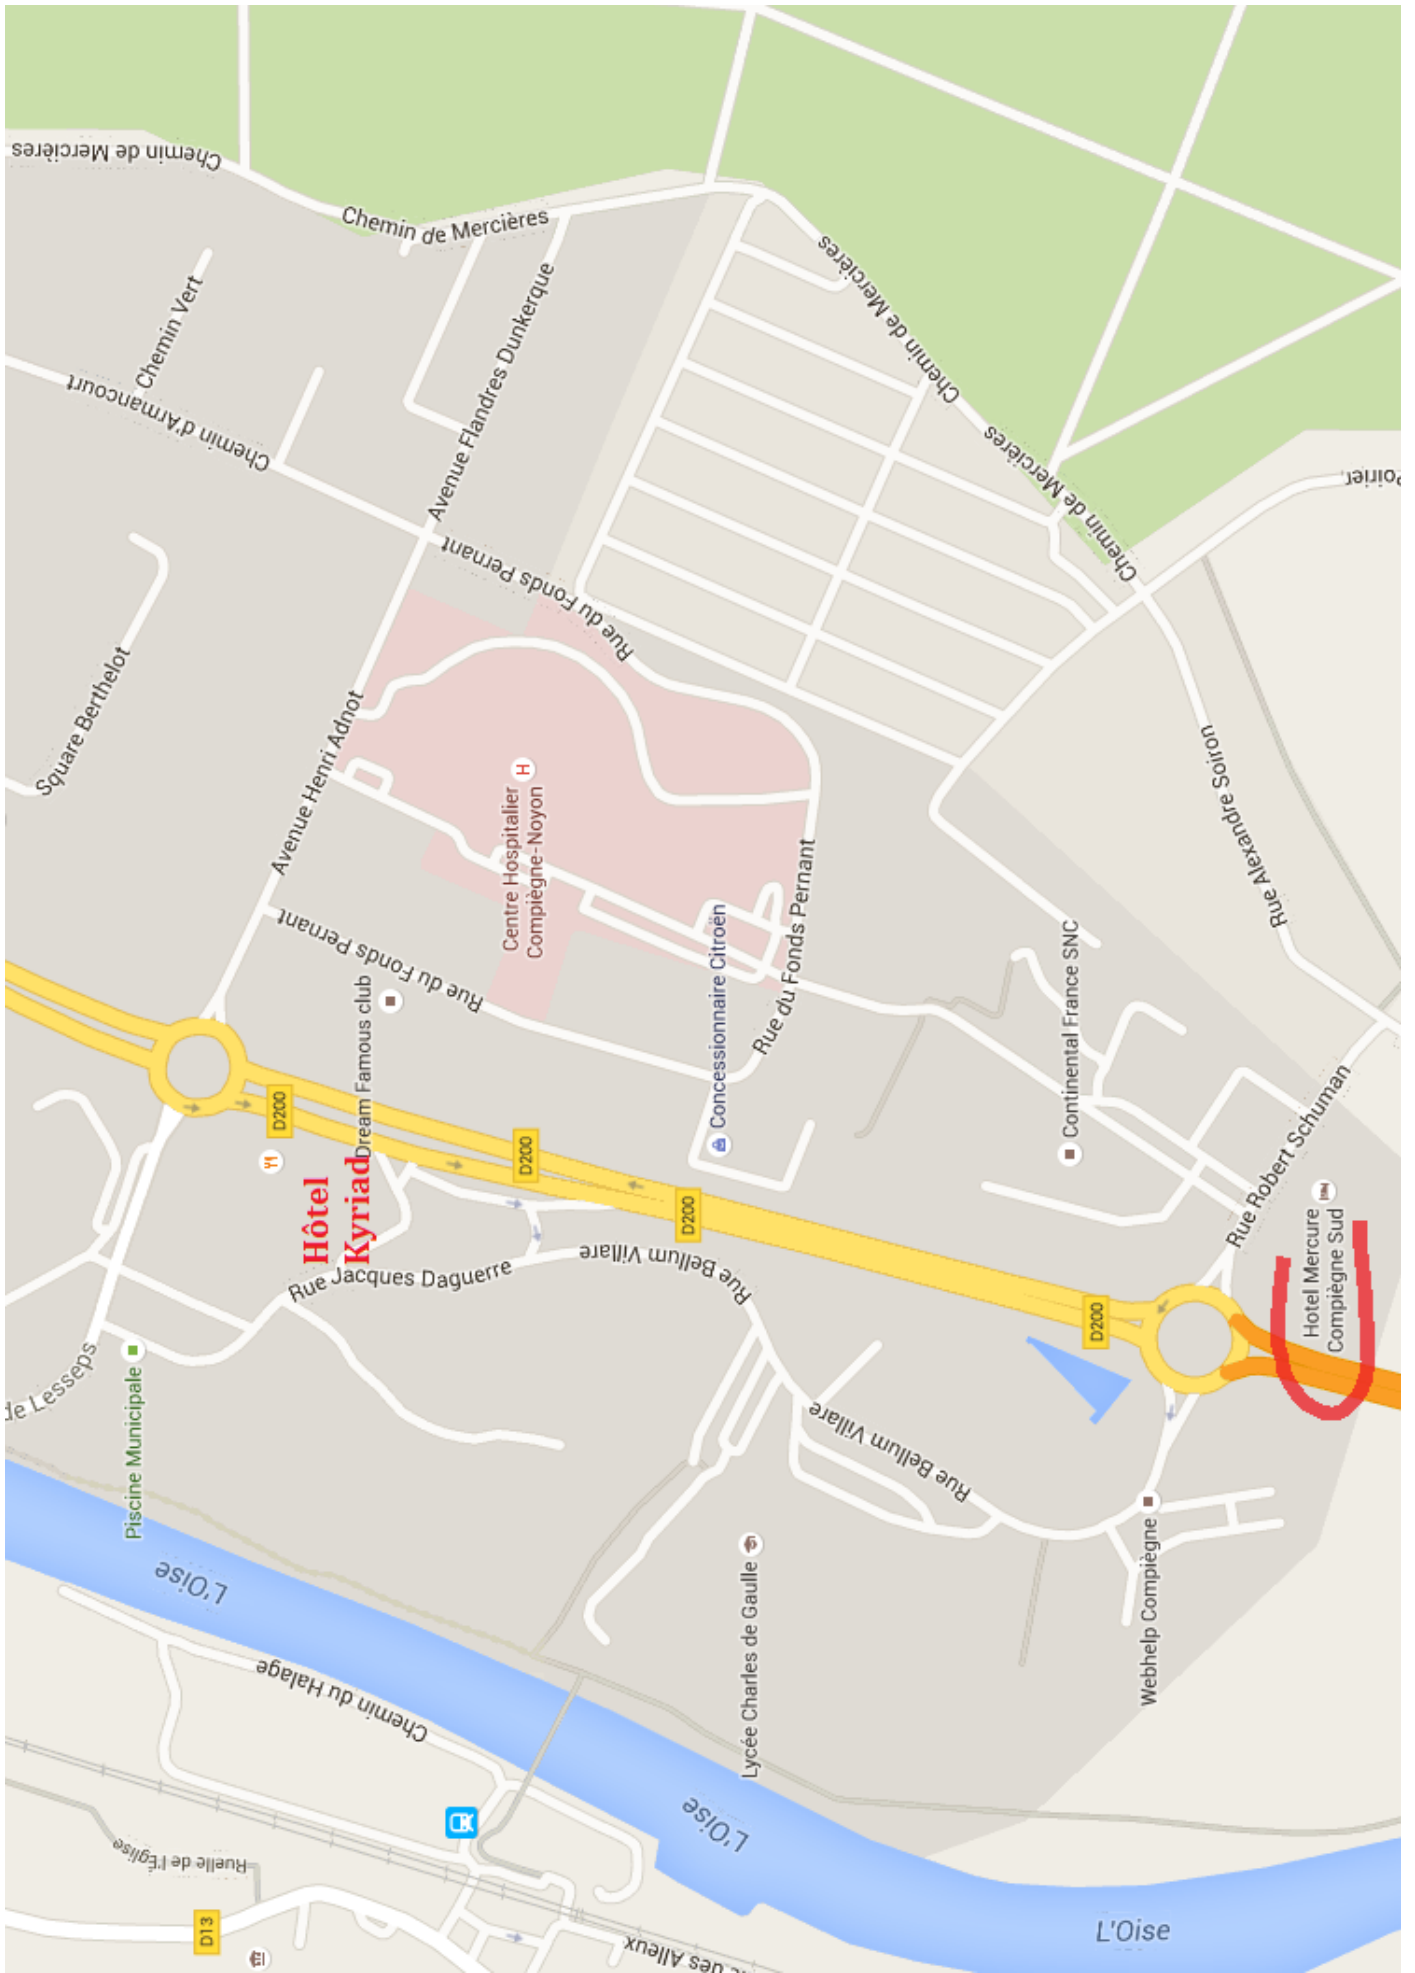 Chemin de Mercières
Chemin de Mercières
Chemin de Mercières
Chemin de Mercières
Chemin de Mercières
Poirier
Chemin Vert
Chemin d'Armancourt
Avenue Flandres Dunkerque
Rue du Fonds Pernant
Square Berthelot
Avenue Henri Adnot
H
Centre Hospitalier
Compiègne-Noyon
Rue du Fonds Pernant
Rue du Fonds Pernant
Rue Alexandre Soiron
Dream Famous club
Concessionnaire Citroën
Continental France SNC
Rue Robert Schuman
D200
D200
D200
D200
Hôtel
Kyriad
Hotel Mercure
Compiègne Sud
Rue Jacques Daguerre
Rue Bellum Villare
Rue Bellum Villare
de Lesseps
Piscine Municipale
Lycée Charles de Gaulle
Webhelp Compiègne
L'Oise
L'Oise
L'Oise
Chemin du Halage
Ruelle de l'Église
D13
des Alleux